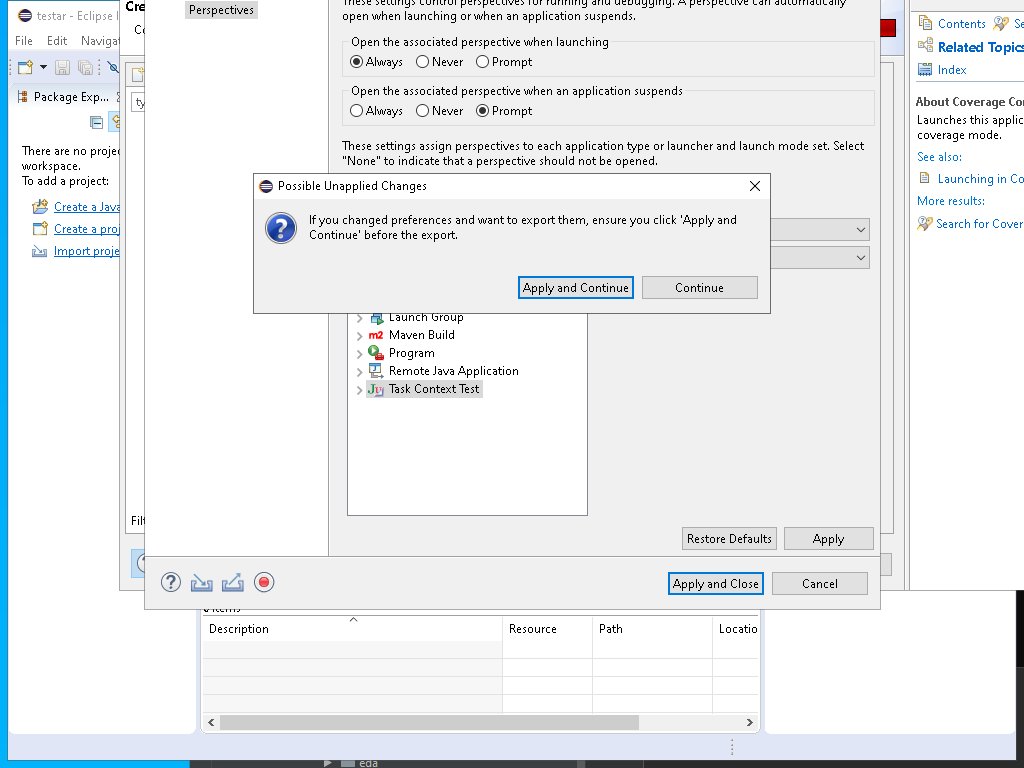 testar - Eclipse I
File Edit Navigat
Package Exp...
There are no proje
workspace.
To add a project:
Create a Java
Create a proj
Import proje
Cre
ty
Filt
Perspectives
These settings control perspectives for running and debugging. A perspective can automatically
open when launching or when an application suspends.
Open the associated perspective when launching
Always Never Prompt
Open the associated perspective when an application suspends
Always Never Prompt
These settings assign perspectives to each application type or launcher and launch mode set. Select
"None" to indicate that a perspective should not be opened.
Possible Unapplied Changes
If you changed preferences and want to export them, ensure you click 'Apply and
Continue' before the export.
Apply and Continue Continue
Launch Group
Maven Build
Program
Remote Java Application
Task Context Test
Restore Defaults Apply
Apply and Close Cancel
Contents Se
Related Topics
Index
About Coverage Co
Launches this applic
coverage mode.
See also:
Launching in Co
More results:
Search for Cover
0 items
Description Resource Path Locatio
eda